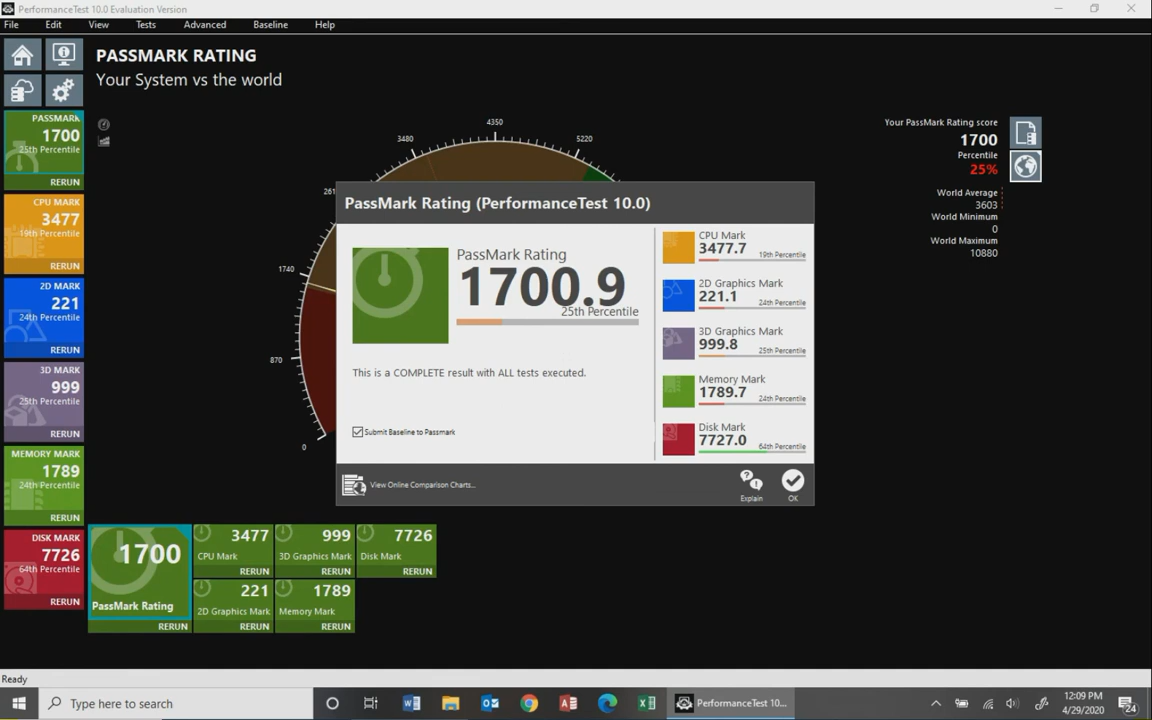 PerformanceTest 10.0 Evaluation Version
File Edit View Tests Advanced Baseline Help
PASSMARK RATING
Your System vs the world
PASSMARK
1700
25th Percentile
RERUN
CPU MARK
3477
19th Percentile
RERUN
2D MARK
221
24th Percentile
RERUN
3D MARK
999
25th Percentile
RERUN
MEMORY MARK
1789
24th Percentile
RERUN
DISK MARK
7726
64th Percentile
RERUN
0
870
1740
261
3480
4350
5220
Your PassMark Rating score
1700
Percentile
25%
World Average
3603
World Minimum
0
World Maximum
10880
PassMark Rating (PerformanceTest 10.0)
PassMark Rating
1700.9
25th Percentile
This is a COMPLETE result with ALL tests executed.
Submit Baseline to Passmark
CPU Mark
3477.7
19th Percentile
2D Graphics Mark
221.1
24th Percentile
3D Graphics Mark
999.8
25th Percentile
Memory Mark
1789.7
24th Percentile
Disk Mark
7727.0
64th Percentile
View Online Comparison Charts...
Explain
OK
1700
PassMark Rating
RERUN
3477
CPU Mark
RERUN
999
3D Graphics Mark
RERUN
7726
Disk Mark
RERUN
221
2D Graphics Mark
RERUN
1789
Memory Mark
RERUN
Ready
Type here to search
PerformanceTest 10...
12:09 PM
4/29/2020
24